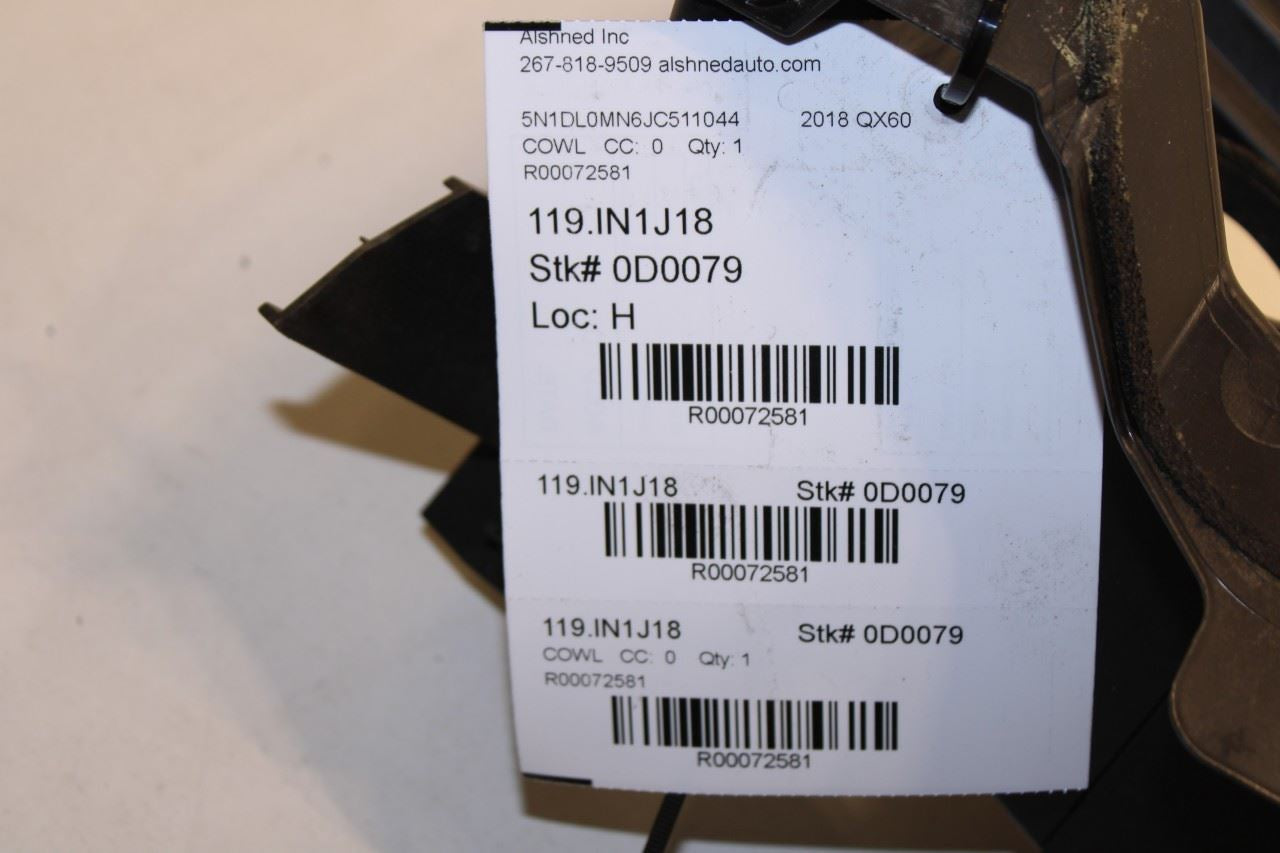 Alshned Inc
267-818-9509 alshnedauto.com
5N1DL0MN6JC511044 2018 QX60
COWL CC: 0 Qty: 1
R00072581
119.IN1J18
Stk# 0D0079
Loc: H
R00072581
119.IN1J18 Stk# 0D0079
R00072581
119.IN1J18 Stk# 0D0079
COWL CC: 0 Qty: 1
R00072581
R00072581